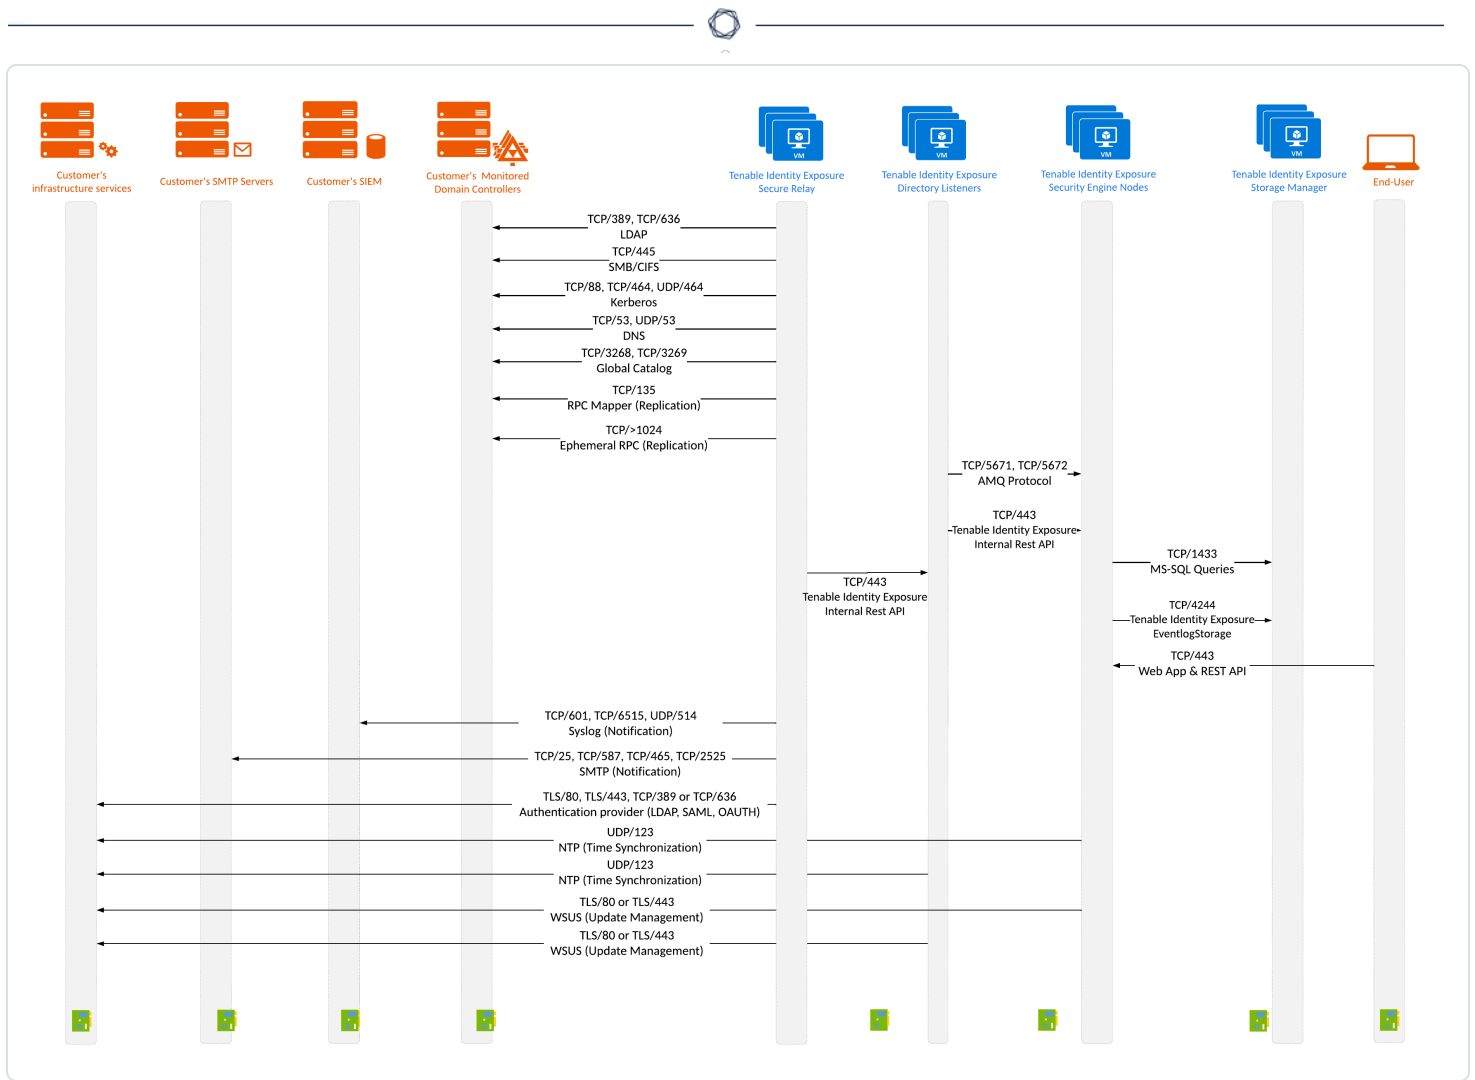 Customer's
infrastructure services
Customer's SMTP Servers
Customer's SIEM
Customer's Monitored
Domain Controllers
VM
Tenable Identity Exposure
Secure Relay
VM
Tenable Identity Exposure
Directory Listeners
VM
Tenable Identity Exposure
Security Engine Nodes
VM
Tenable Identity Exposure
Storage Manager
End-User
TCP/389, TCP/636
LDAP
TCP/445
SMB/CIFS
TCP/88, TCP/464, UDP/464
Kerberos
TCP/53, UDP/53
DNS
TCP/3268, TCP/3269
Global Catalog
TCP/135
RPC Mapper (Replication)
TCP/>1024
Ephemeral RPC (Replication)
TCP/5671, TCP/5672
AMQ Protocol
TCP/443
Tenable Identity Exposure
Internal Rest API
TCP/1433
MS-SQL Queries
TCP/443
Tenable Identity Exposure
Internal Rest API
TCP/4244
Tenable Identity Exposure
EventlogStorage
TCP/443
Web App & REST API
TCP/601, TCP/6515, UDP/514
Syslog (Notification)
TCP/25, TCP/587, TCP/465, TCP/2525
SMTP (Notification)
TLS/80, TLS/443, TCP/389 or TCP/636
Authentication provider (LDAP, SAML, OAUTH)
UDP/123
NTP (Time Synchronization)
UDP/123
NTP (Time Synchronization)
TLS/80 or TLS/443
WSUS (Update Management)
TLS/80 or TLS/443
WSUS (Update Management)